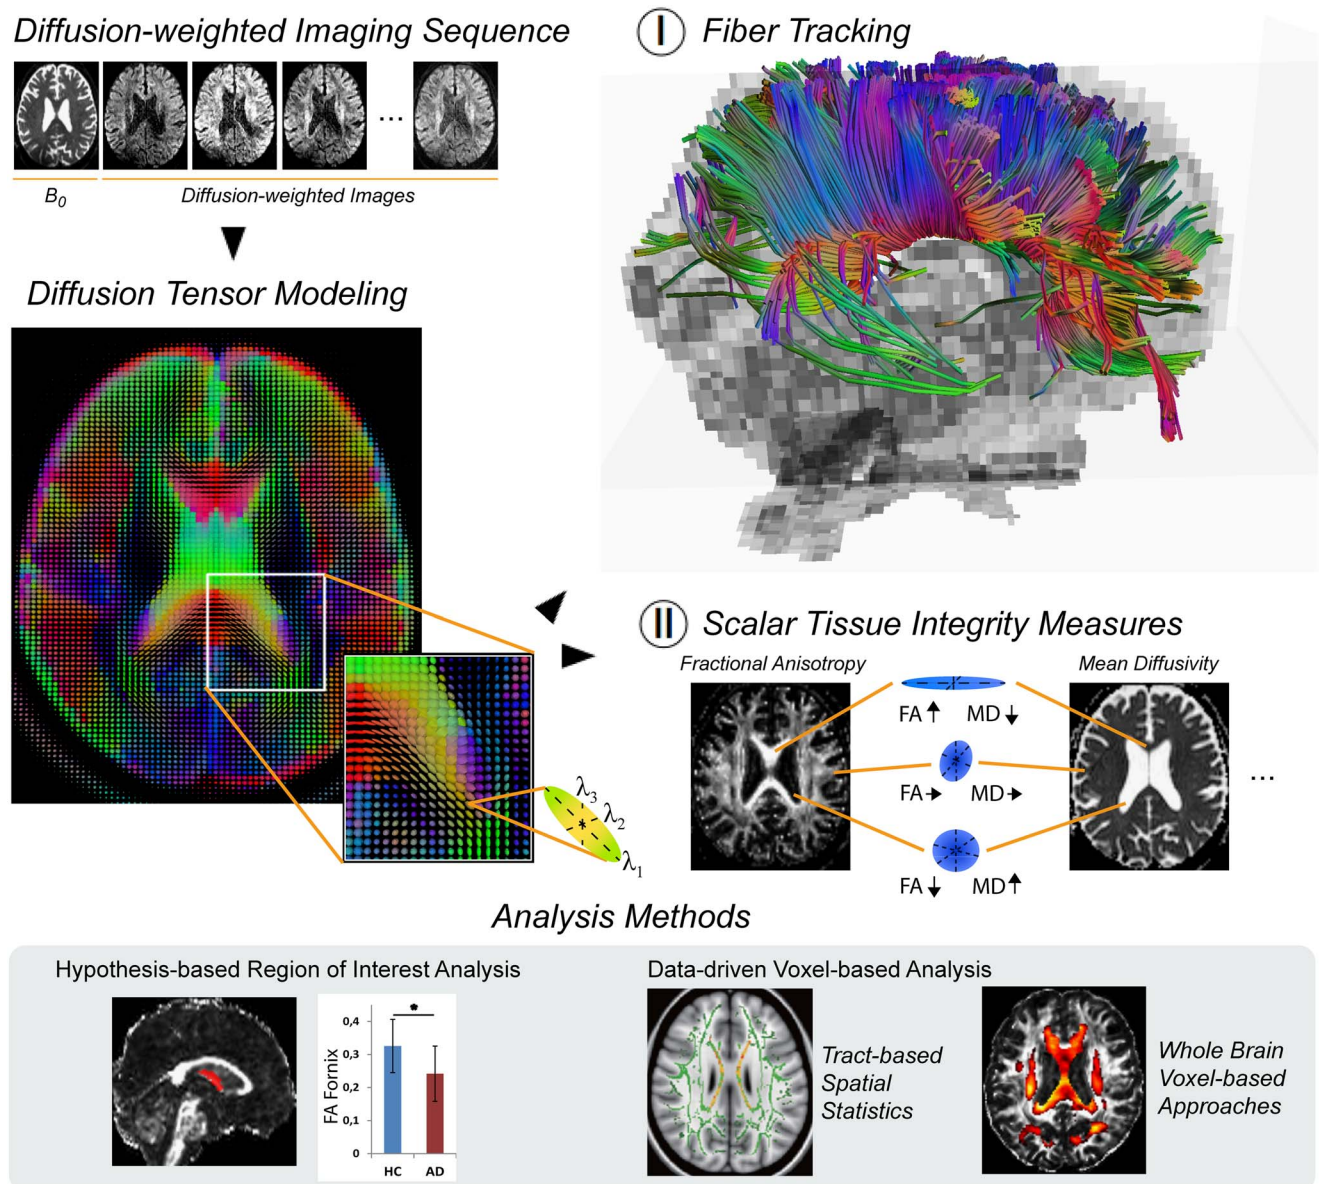 Diffusion-weighted Imaging Sequence
...
B0
Diffusion-weighted Images
Diffusion Tensor Modeling
λ3
λ2
λ1
I Fiber Tracking
II Scalar Tissue Integrity Measures
Fractional Anisotropy
Mean Diffusivity
FA ↑ MD ↓
FA → MD →
FA ↓ MD ↑
...
Analysis Methods
Hypothesis-based Region of Interest Analysis
FA Fornix
0,4
0,3
0,2
0,1
0
*
HC AD
Data-driven Voxel-based Analysis
Tract-based
Spatial
Statistics
Whole Brain
Voxel-based
Approaches